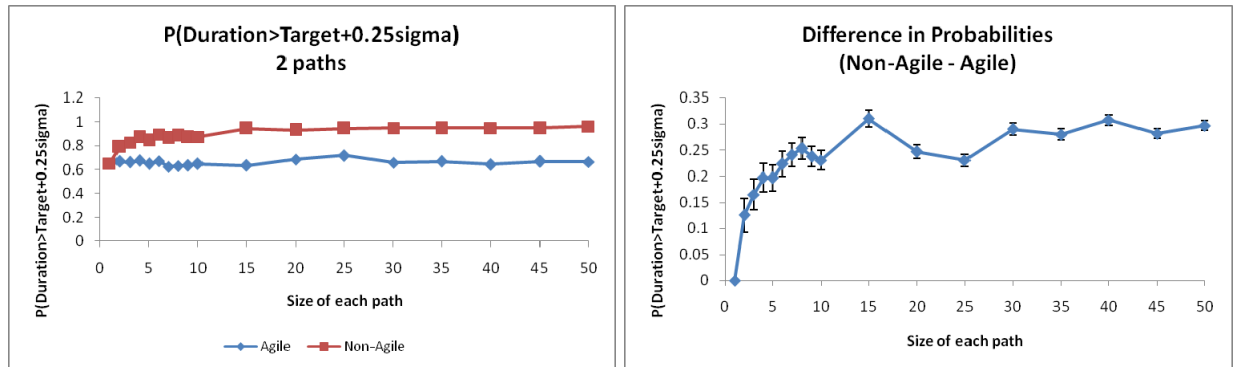 P(Duration>Target+0.25sigma)
2 paths
P(Duration>Target+0.25sigma)
1.2
1
0.8
0.6
0.4
0.2
0
0 5 10 15 20 25 30 35 40 45 50
Size of each path
Agile Non-Agile
Difference in Probabilities
(Non-Agile - Agile)
P(Duration>Target+0.25sigma)
0.35
0.3
0.25
0.2
0.15
0.1
0.05
0
0 5 10 15 20 25 30 35 40 45 50
Size of each path